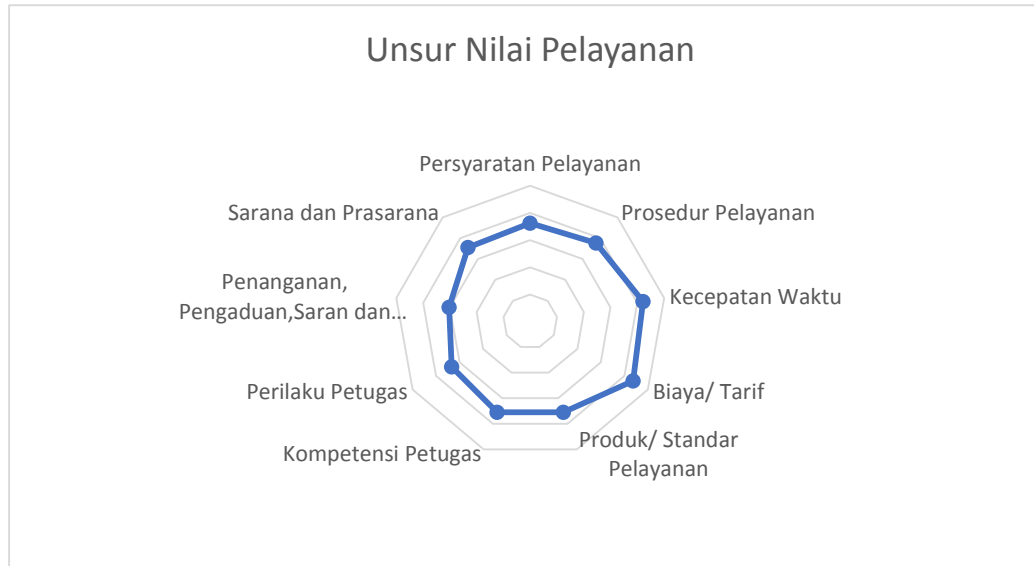 Unsur Nilai Pelayanan
Persyaratan Pelayanan
Prosedur Pelayanan
Kecepatan Waktu
Biaya/ Tarif
Produk/ Standar
Pelayanan
Kompetensi Petugas
Perilaku Petugas
Penanganan,
Pengaduan,Saran dan...
Sarana dan Prasarana